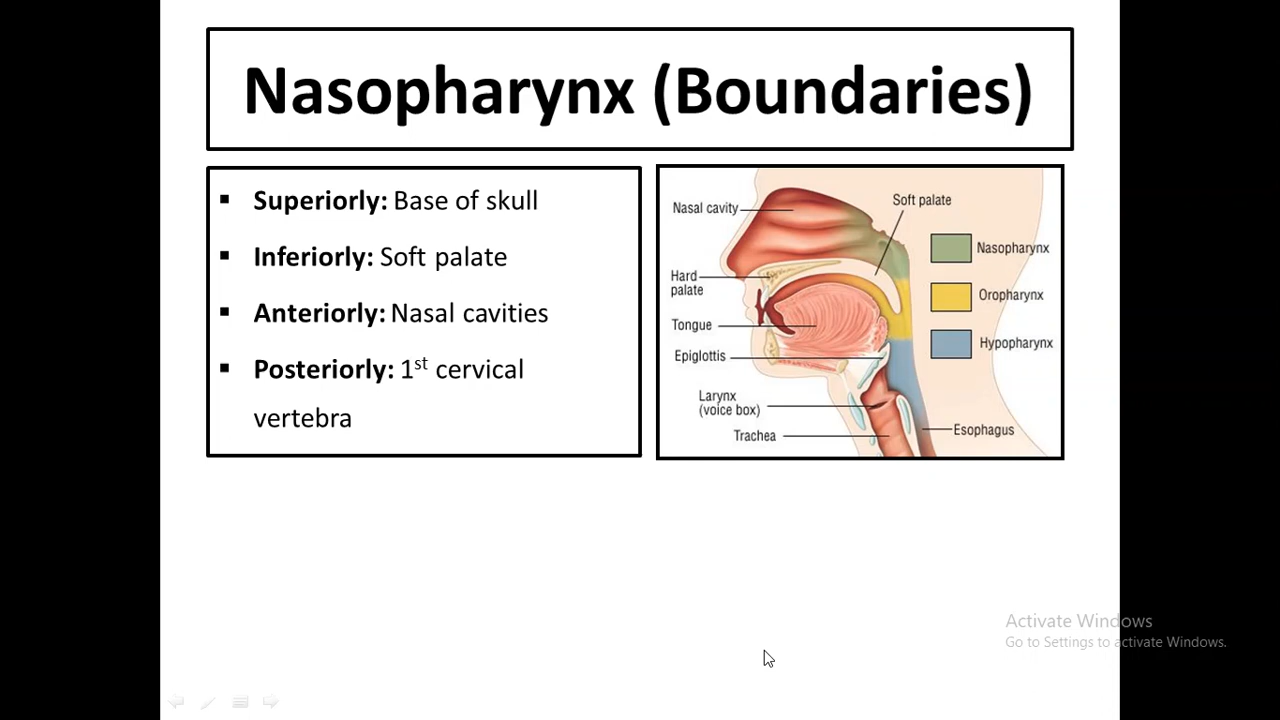 Nasopharynx (Boundaries)
▪ Superiorly: Base of skull
▪ Inferiorly: Soft palate
▪ Anteriorly: Nasal cavities
▪ Posteriorly: 1st cervical
vertebra
Nasal cavity
Soft palate
Hard
palate
Tongue
Epiglottis
Larynx
(voice box)
Trachea
Nasopharynx
Oropharynx
Hypopharynx
Esophagus
Activate Windows
Go to Settings to activate Windows.